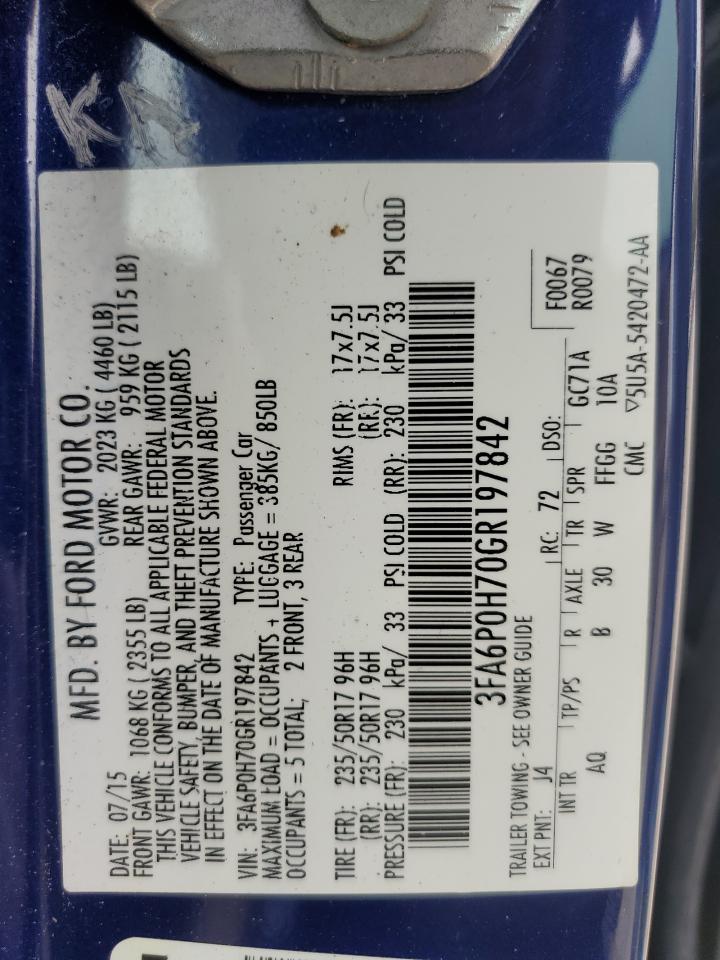 MFD. BY FORD MOTOR CO.
DATE: 07/15 GVWR: 2023 KG ( 4460 LB)
FRONT GAWR: 1068 KG ( 2355 LB) REAR GAWR: 959 KG ( 2115 LB)
THIS VEHICLE CONFORMS TO ALL APPLICABLE FEDERAL MOTOR
VEHICLE SAFETY, BUMPER, AND THEFT PREVENTION STANDARDS
IN EFFECT ON THE DATE OF MANUFACTURE SHOWN ABOVE.
VIN: 3FA6P0H70GR197842 TYPE: Passenger Car
MAXIMUM LOAD = OCCUPANTS + LUGGAGE = 385KG/ 850LB
OCCUPANTS = 5 TOTAL; 2 FRONT, 3 REAR
TIRE (FR): 235/50R17 96H RIMS (FR): 17x7.5J
(RR): 235/50R17 96H (RR): 17x7.5J
PRESSURE (FR): 230 kPa/ 33 PSI COLD (RR): 230 kPa/ 33 PSI COLD
3FA6P0H70GR197842
TRAILER TOWING - SEE OWNER GUIDE
F0067
R0079
EXT PNT: J4 RC: 72 DSO:
INT TR TP/PS R AXLE TR SPR GC71A
AQ B 30 W FFGG 10A
CMC ▽5U5A-5420472-AA